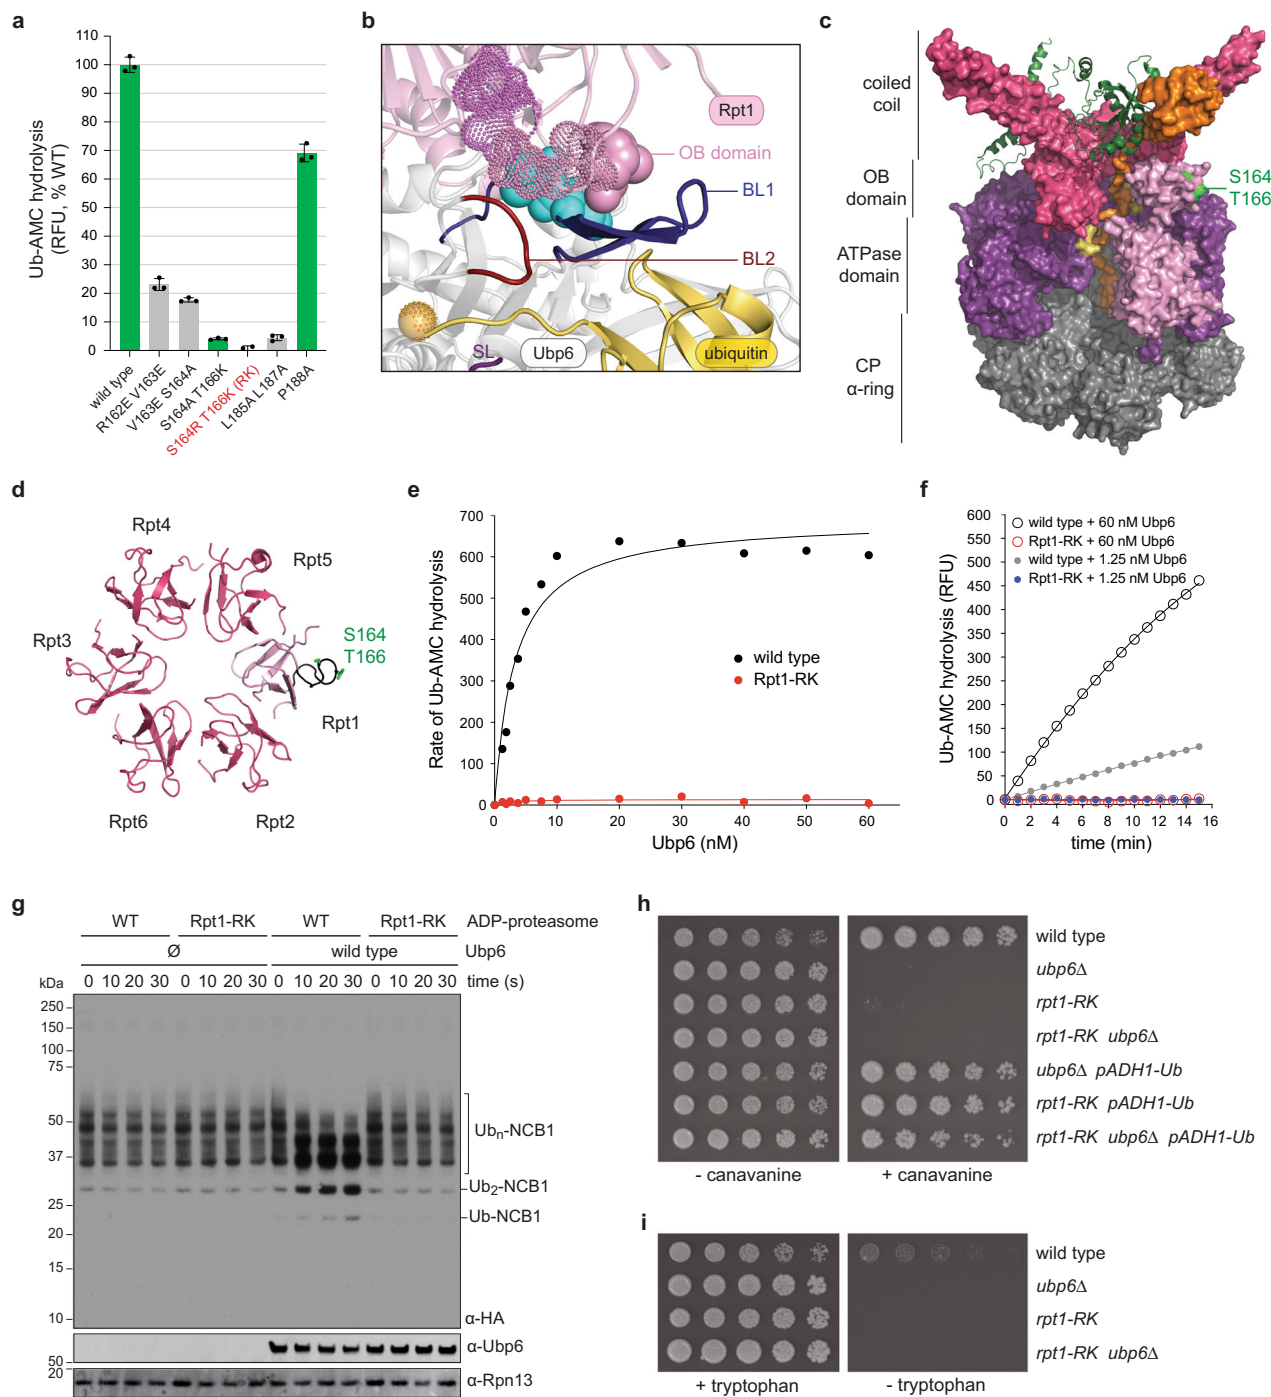 a
Ub-AMC hydrolysis
(RFU, % WT)
110
100
90
80
70
60
50
40
30
20
10
0
wild type
R162E V163E
V163E S164A
S164A T166K
S164R T166K (RK)
L185A L187A
P188A
b
Rpt1
OB domain
BL1
BL2
SL
Ubp6
ubiquitin
c
coiled
coil
OB
domain
ATPase
domain
CP
α-ring
S164
T166
d
Rpt4
Rpt5
Rpt3
S164
T166
Rpt1
Rpt6
Rpt2
e
Rate of Ub-AMC hydrolysis
700
600
500
400
300
200
100
0
wild type
Rpt1-RK
0 10 20 30 40 50 60
Ubp6 (nM)
f
Ub-AMC hydrolysis (RFU)
600
550
500
450
400
350
300
250
200
150
100
50
0
wild type + 60 nM Ubp6
Rpt1-RK + 60 nM Ubp6
wild type + 1.25 nM Ubp6
Rpt1-RK + 1.25 nM Ubp6
0 2 4 6 8 10 12 14 16
time (min)
g
WT Rpt1-RK WT Rpt1-RK ADP-proteasome
Ø wild type Ubp6
0 10 20 30 0 10 20 30 0 10 20 30 0 10 20 30 time (s)
kDa
250
150
100
75
50
37
25
20
15
10
Ubn-NCB1
Ub2-NCB1
Ub-NCB1
α-HA
α-Ubp6
50
20
α-Rpn13
h
wild type
ubp6Δ
rpt1-RK
rpt1-RK ubp6Δ
ubp6Δ pADH1-Ub
rpt1-RK pADH1-Ub
rpt1-RK ubp6Δ pADH1-Ub
- canavanine + canavanine
i
wild type
ubp6Δ
rpt1-RK
rpt1-RK ubp6Δ
+ tryptophan - tryptophan